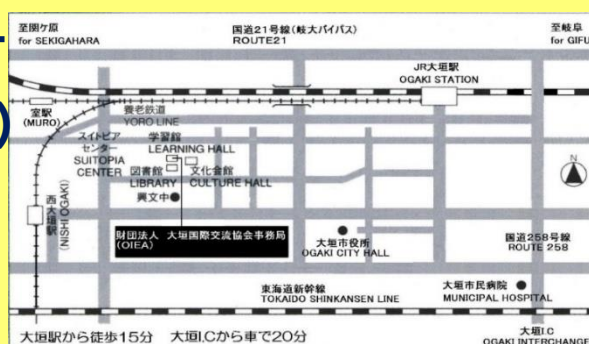 至関ケ原
for SEKIGAHARA
国道21号線(岐大バイパス)
ROUTE21
至岐阜
for GIFU
JR大垣駅
OGAKI STATION
室駅
(MURO)
養老鉄道
YORO LINE
スイトピア
センター
SUITOPIA
CENTER
学習館
LEARNING HALL
図書館
LIBRARY
文化会館
CULTURE HALL
興文中
西大垣駅
(NISHI OGAKI)
財団法人 大垣国際交流協会事務局
(OIEA)
大垣市役所
OGAKI CITY HALL
国道258号線
ROUTE 258
N
東海道新幹線
TOKAIDO SHINKANSEN LINE
大垣市民病院
MUNICIPAL HOSPITAL
大垣駅から徒歩15分 大垣I.Cから車で20分
大垣I.C
OGAKI INTERCHANGE